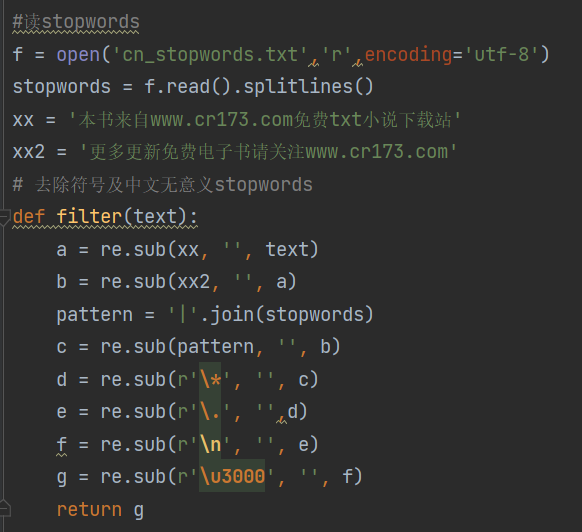 #读stopwords
f = open('cn_stopwords.txt','r',encoding='utf-8')
stopwords = f.read().splitlines()
xx = '本书来自www.cr173.com免费txt小说下载站'
xx2 = '更多更新免费电子书请关注www.cr173.com'
# 去除符号及中文无意义stopwords
def filter(text):
    a = re.sub(xx, '', text)
    b = re.sub(xx2, '', a)
    pattern = '|'.join(stopwords)
    c = re.sub(pattern, '', b)
    d = re.sub(r'\*', '', c)
    e = re.sub(r'\.', '',d)
    f = re.sub(r'\n', '', e)
    g = re.sub(r'\u3000', '', f)
    return g